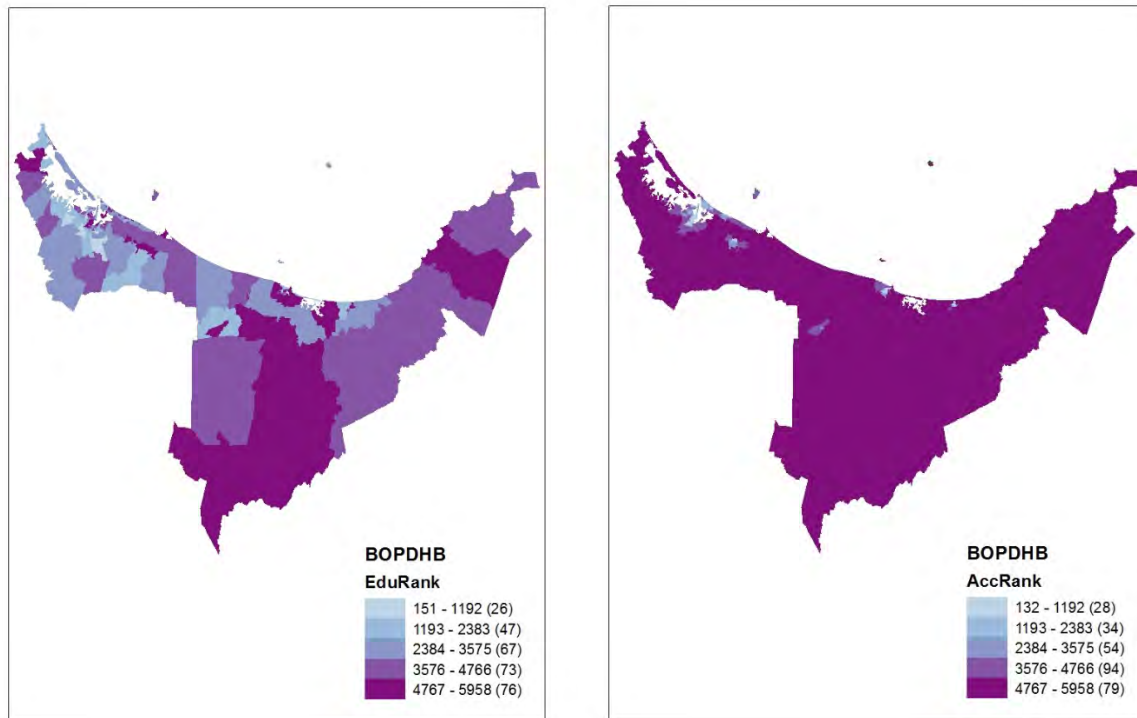 BOPDHB
EduRank
151 - 1192 (26)
1193 - 2383 (47)
2384 - 3575 (67)
3576 - 4766 (73)
4767 - 5958 (76)
BOPDHB
AccRank
132 - 1192 (28)
1193 - 2383 (34)
2384 - 3575 (54)
3576 - 4766 (94)
4767 - 5958 (79)